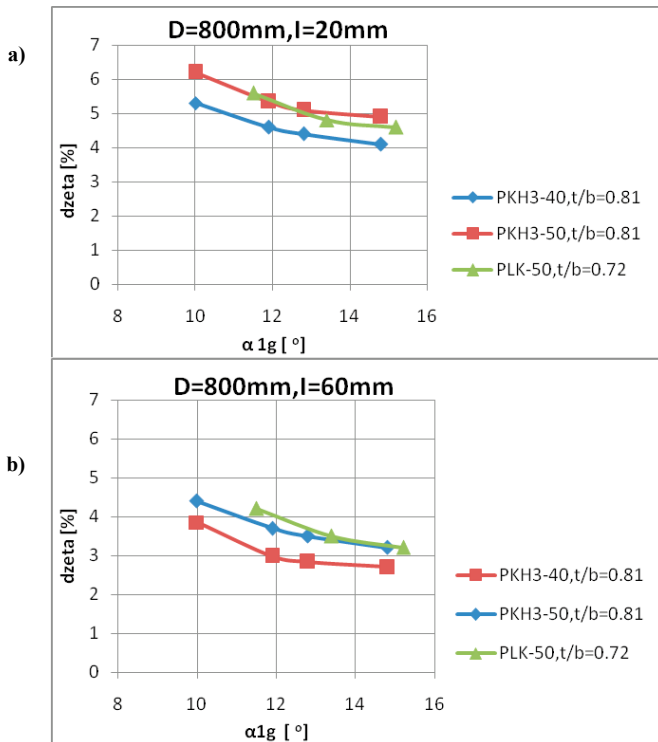 a)
D=800mm,I=20mm
7
6
5
4
3
2
1
0
dzeta [%]
8 10 12 14 16
α 1g [ °]
PKH3-40,t/b=0.81
PKH3-50,t/b=0.81
PLK-50,t/b=0.72
b)
D=800mm,I=60mm
7
6
5
4
3
2
1
0
dzeta [%]
8 10 12 14 16
α1g [ °]
PKH3-40,t/b=0.81
PKH3-50,t/b=0.81
PLK-50,t/b=0.72